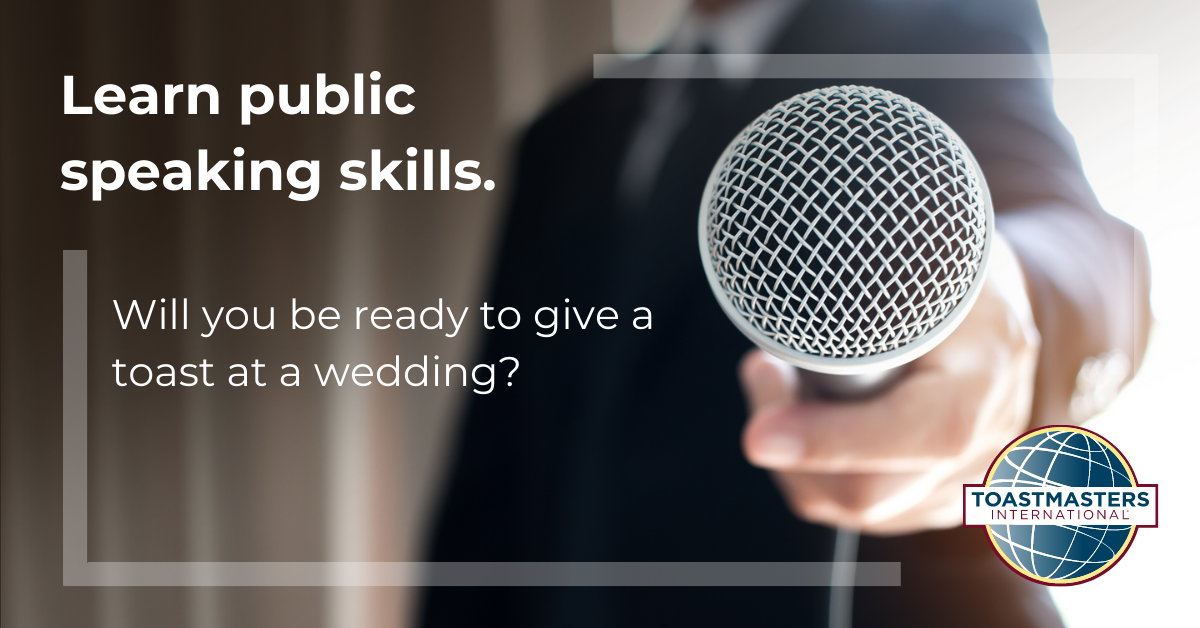 Learn public
speaking skills.
Will you be ready to give a
toast at a wedding?
TOASTMASTERS
INTERNATIONAL